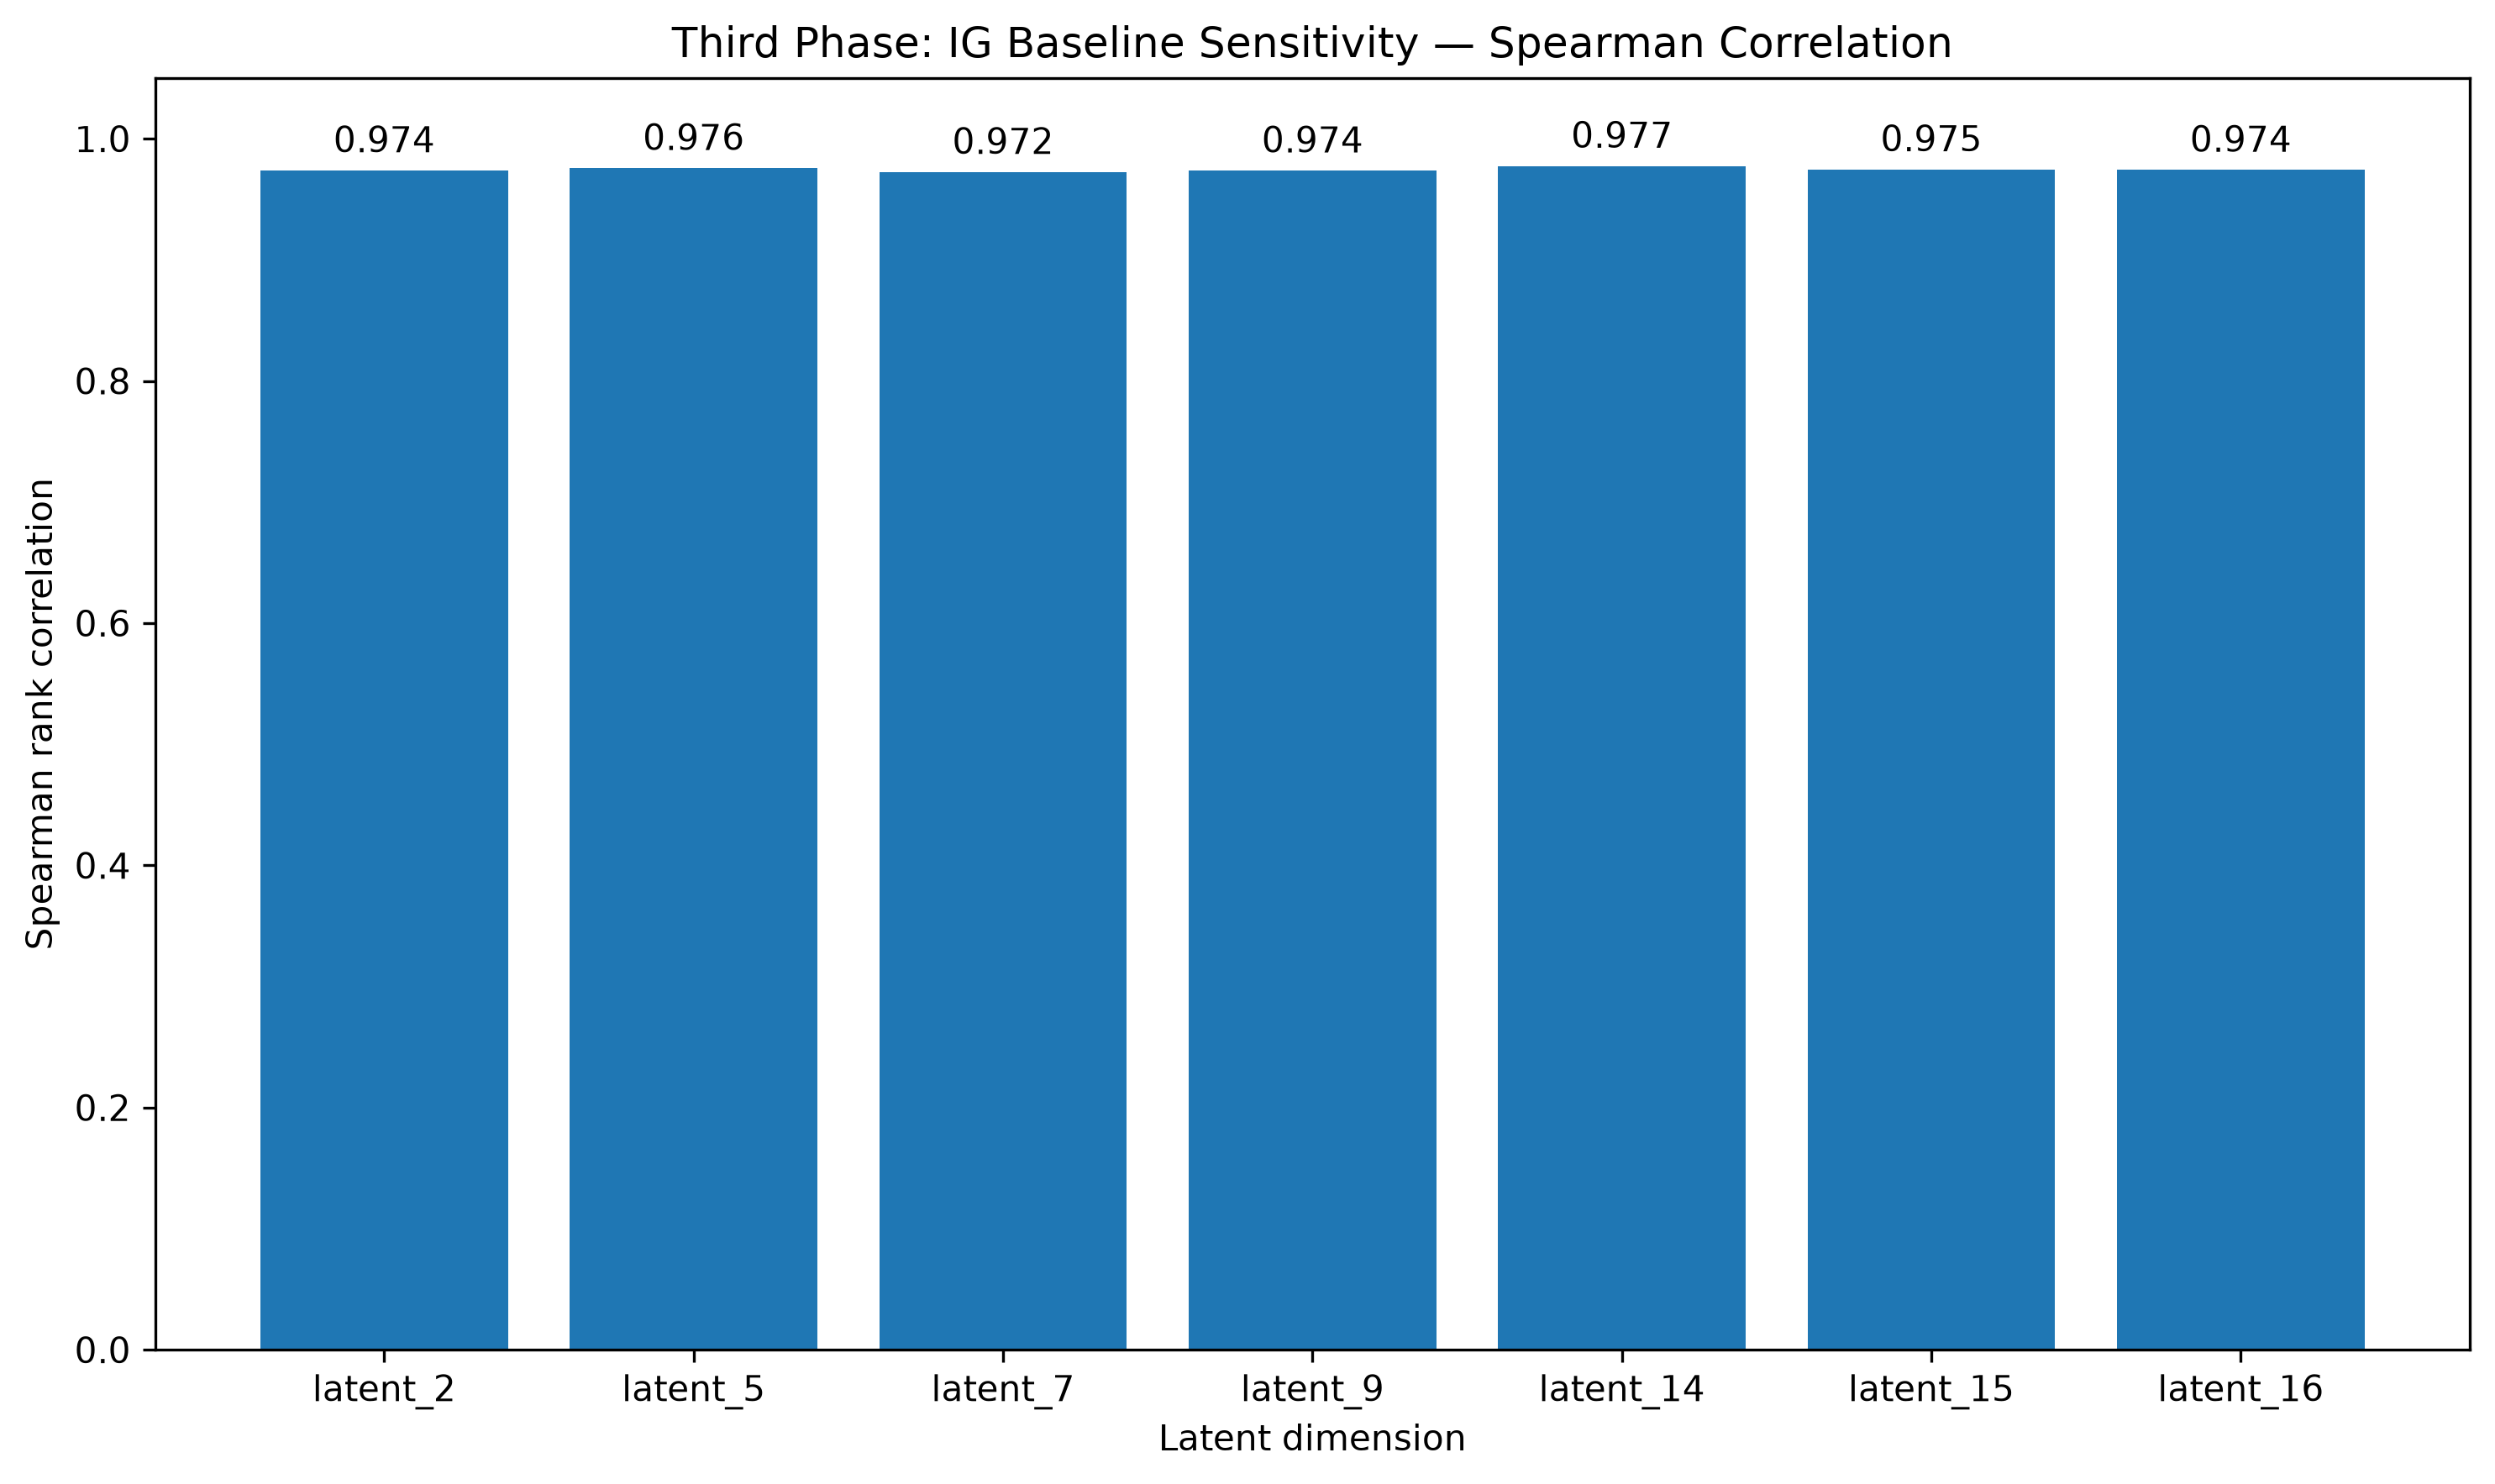 Third Phase: IG Baseline Sensitivity — Spearman Correlation
Spearman rank correlation
1.0
0.8
0.6
0.4
0.2
0.0
0.974
0.976
0.972
0.974
0.977
0.975
0.974
latent_2
latent_5
latent_7
latent_9
latent_14
latent_15
latent_16
Latent dimension